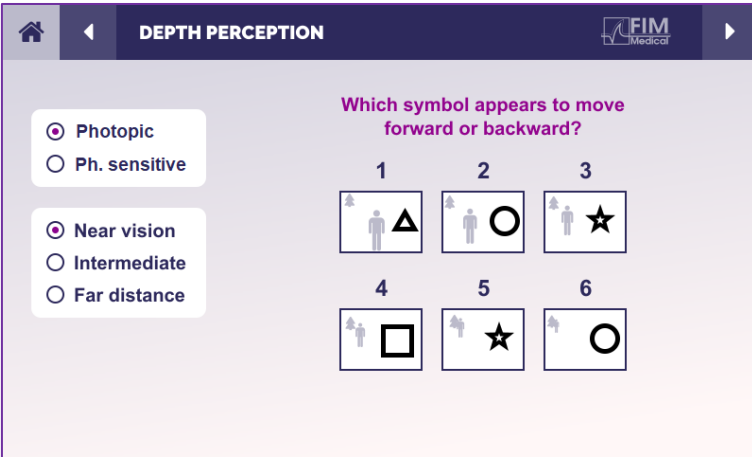 DEPTH PERCEPTION
FIM
Medical
Photopic
Ph. sensitive
Near vision
Intermediate
Far distance
Which symbol appears to move
forward or backward?
1 2 3
4 5 6